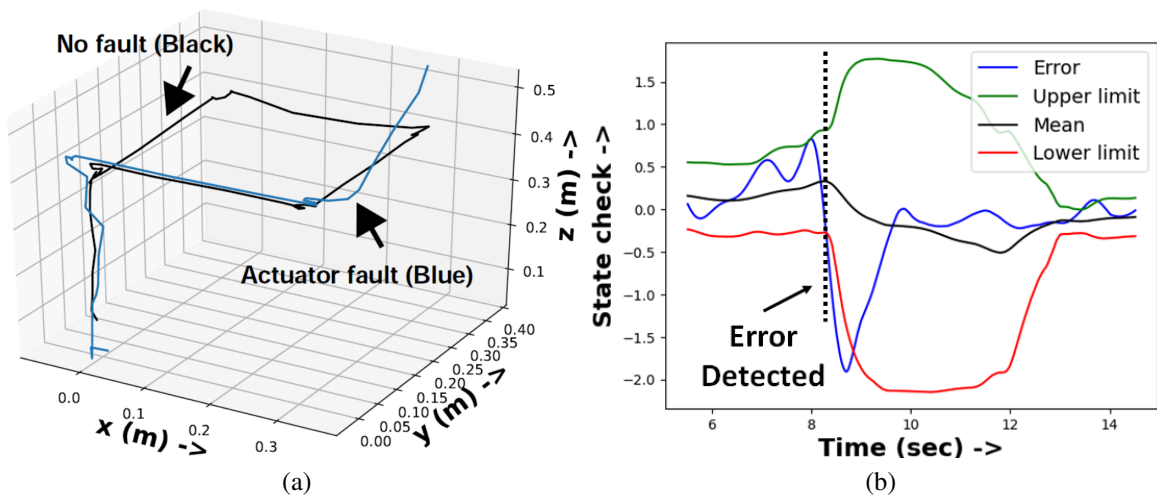 No fault (Black)
Actuator fault (Blue)
0.5
0.4
0.3
0.2
0.1
z (m) ->
0.40
0.35
0.30
0.25
0.20
0.15
0.10
0.05
0.00
y (m) ->
0.0
0.1
0.2
0.3
x (m) ->
(a)
Error
Upper limit
Mean
Lower limit
1.5
1.0
0.5
0.0
−0.5
−1.0
−1.5
−2.0
State check ->
Error
Detected
6
8
10
12
14
Time (sec) ->
(b)